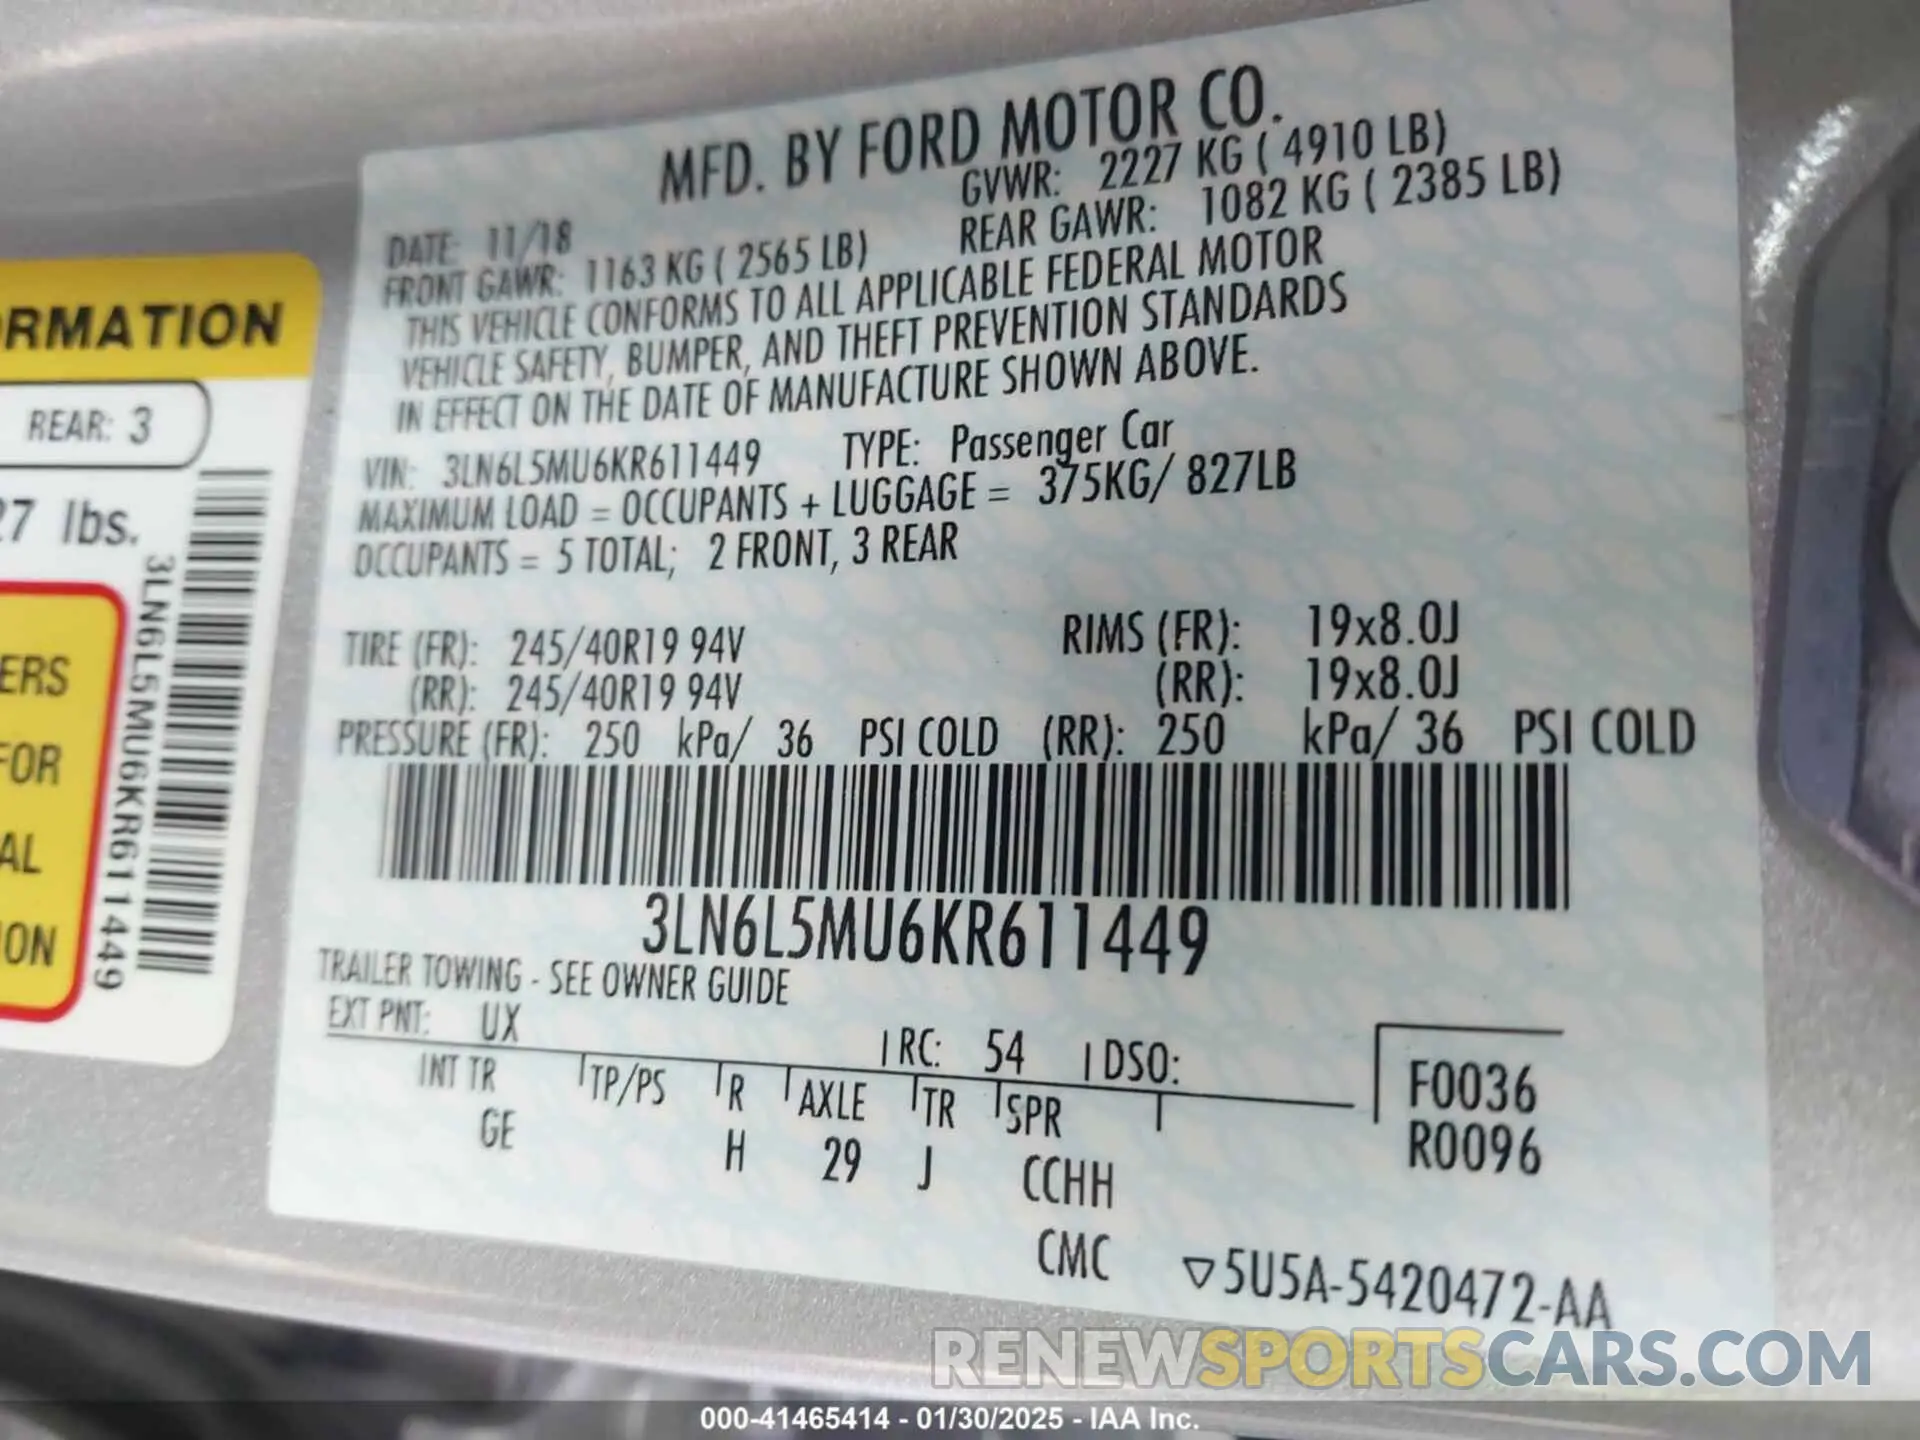 MFD. BY FORD MOTOR CO.
DATE: 11/18
GVWR: 2227 KG ( 4910 LB)
FRONT GAWR: 1163 KG ( 2565 LB)
REAR GAWR: 1082 KG ( 2385 LB)
THIS VEHICLE CONFORMS TO ALL APPLICABLE FEDERAL MOTOR
VEHICLE SAFETY, BUMPER, AND THEFT PREVENTION STANDARDS
IN EFFECT ON THE DATE OF MANUFACTURE SHOWN ABOVE.
VIN: 3LN6L5MU6KR611449 TYPE: Passenger Car
MAXIMUM LOAD = OCCUPANTS + LUGGAGE = 375KG/ 827LB
OCCUPANTS = 5 TOTAL; 2 FRONT, 3 REAR
TIRE (FR): 245/40R19 94V RIMS (FR): 19x8.0J
(RR): 245/40R19 94V (RR): 19x8.0J
PRESSURE (FR): 250 kPa/ 36 PSI COLD (RR): 250 kPa/ 36 PSI COLD
3LN6L5MU6KR611449
TRAILER TOWING - SEE OWNER GUIDE
EXT PNT: UX RC: 54 DSO:
INT TR TP/PS R AXLE TR SPR
GE H 29 J CCHH
CMC
F0036
R0096
▽5U5A-5420472-AA
RMATION
REAR: 3
27 lbs.
ERS
FOR
AL
ION
3LN6L5MU6KR611449
RENEWSPORTSCARS.COM
000-41465414 - 01/30/2025 - IAA Inc.